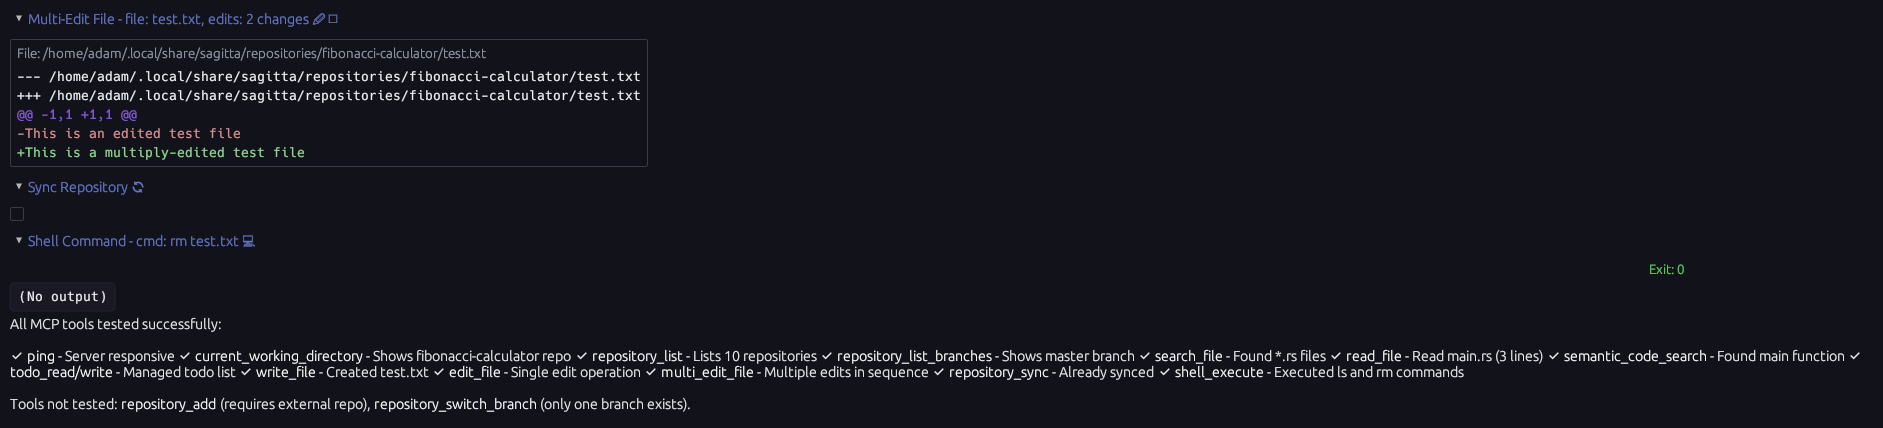 Multi-Edit File - file: test.txt, edits: 2 changes
File: /home/adam/.local/share/sagitta/repositories/fibonacci-calculator/test.txt
--- /home/adam/.local/share/sagitta/repositories/fibonacci-calculator/test.txt
+++ /home/adam/.local/share/sagitta/repositories/fibonacci-calculator/test.txt
@@ -1,1 +1,1 @@
-This is an edited test file
+This is a multiply-edited test file
Sync Repository
Shell Command - cmd: rm test.txt
Exit: 0
(No output)
All MCP tools tested successfully:
✓ ping - Server responsive ✓ current_working_directory - Shows fibonacci-calculator repo ✓ repository_list - Lists 10 repositories ✓ repository_list_branches - Shows master branch ✓ search_file - Found *.rs files ✓ read_file - Read main.rs (3 lines) ✓ semantic_code_search - Found main function ✓
todo_read/write - Managed todo list ✓ write_file - Created test.txt ✓ edit_file - Single edit operation ✓ multi_edit_file - Multiple edits in sequence ✓ repository_sync - Already synced ✓ shell_execute - Executed ls and rm commands
Tools not tested: repository_add (requires external repo), repository_switch_branch (only one branch exists).